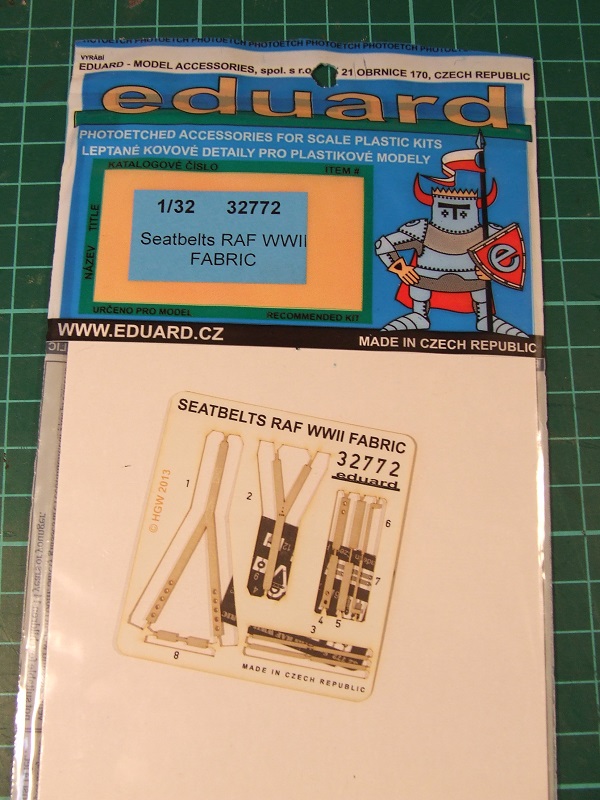 PHOTOETCH PHOTOETCH PHOTOETCH PHOTOETCH PHOTOETCH PHOTOETCH
VYRÁBÍ
EDUARD - MODEL ACCESSORIES, spol. s r.o. 21 OBRNICE 170, CZECH REPUBLIC
eduard
PHOTOETCHED ACCESSORIES FOR SCALE PLASTIC KITS
LEPTANÉ KOVOVÉ DETAILY PRO PLASTIKOVÉ MODELY
KATALOGOVÉ ČÍSLO ITEM #
NÁZEV TITLE
1/32 32772
Seatbelts RAF WWII
FABRIC
e
URČENO PRO MODEL RECOMMENDED KIT
WWW.EDUARD.CZ MADE IN CZECH REPUBLIC
SEATBELTS RAF WWII FABRIC
32772
eduard
© HGW 2013
1
2
6
7
4 5
3
8
MADE IN CZECH REPUBLIC